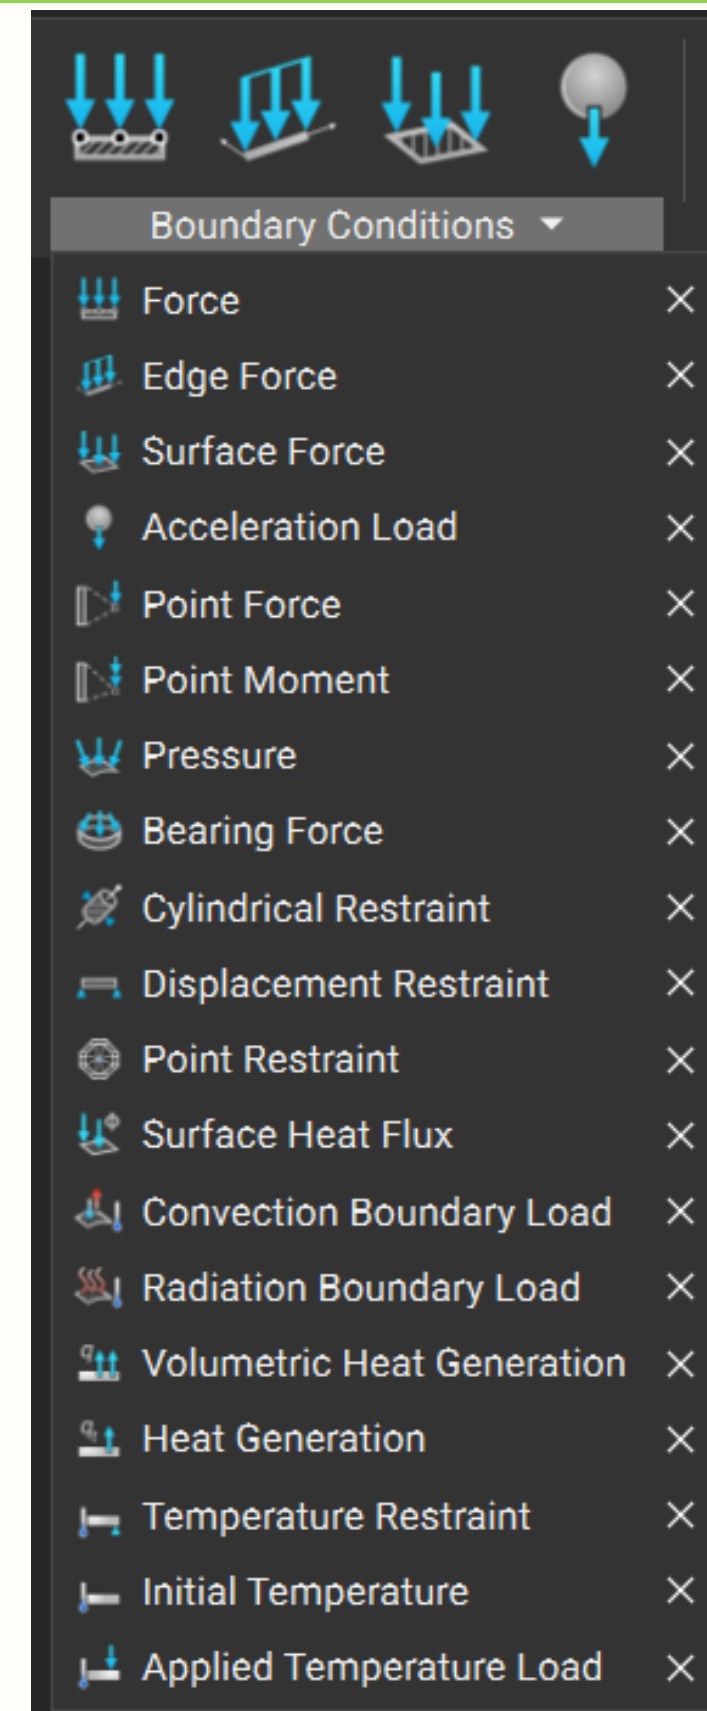 Boundary Conditions
Force
Edge Force
Surface Force
Acceleration Load
Point Force
Point Moment
Pressure
Bearing Force
Cylindrical Restraint
Displacement Restraint
Point Restraint
Surface Heat Flux
Convection Boundary Load
Radiation Boundary Load
Volumetric Heat Generation
Heat Generation
Temperature Restraint
Initial Temperature
Applied Temperature Load